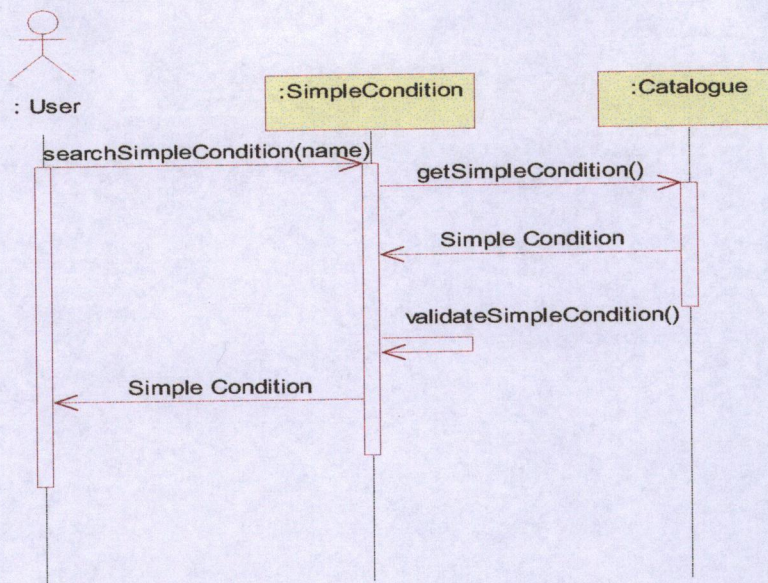 : User
:SimpleCondition
:Catalogue
searchSimpleCondition(name)
getSimpleCondition()
Simple Condition
validateSimpleCondition()
Simple Condition